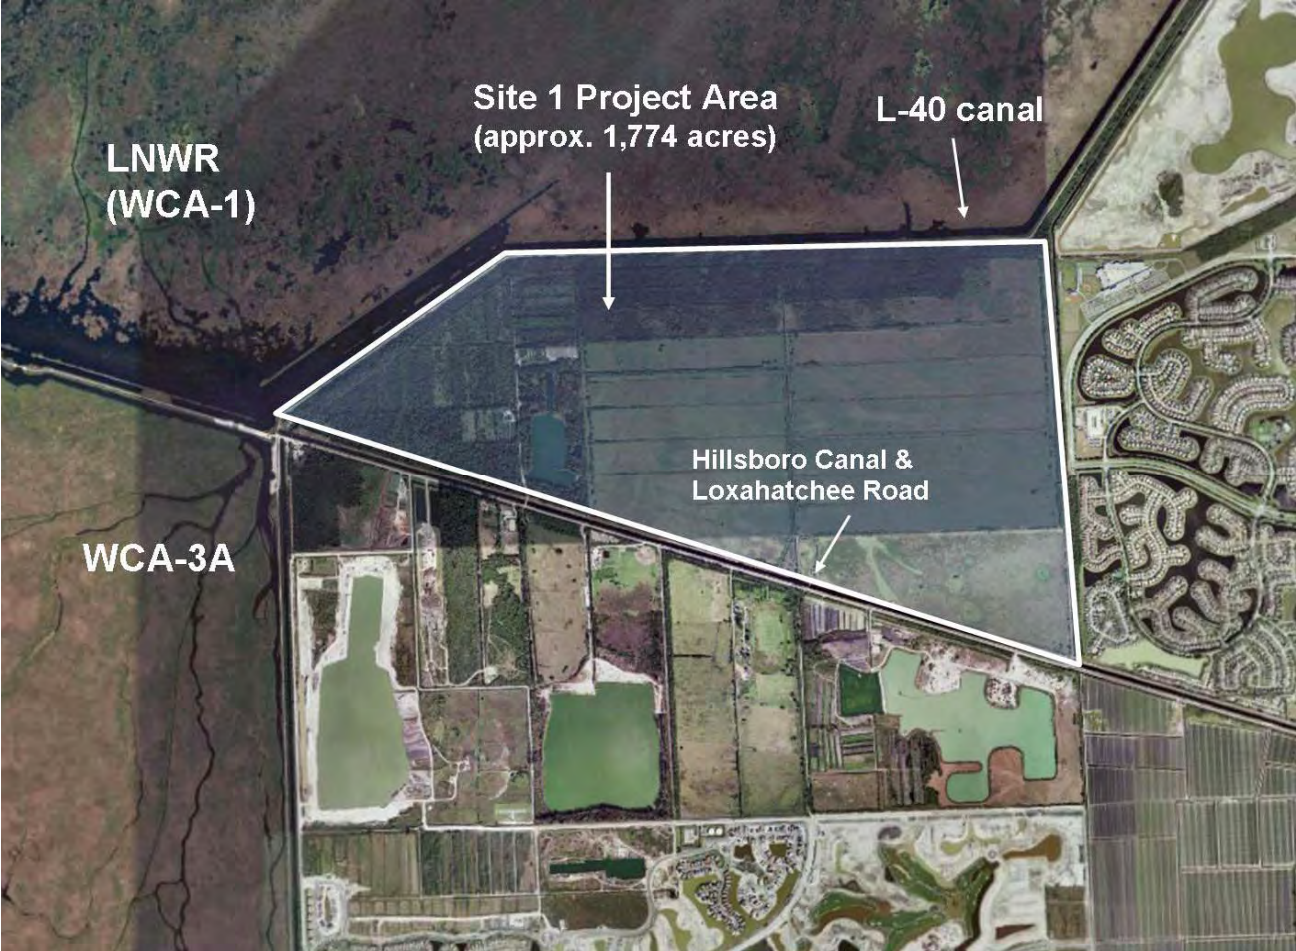 Site 1 Project Area
(approx. 1,774 acres)
L-40 canal
LNWR
(WCA-1)
Hillsboro Canal &
Loxahatchee Road
WCA-3A